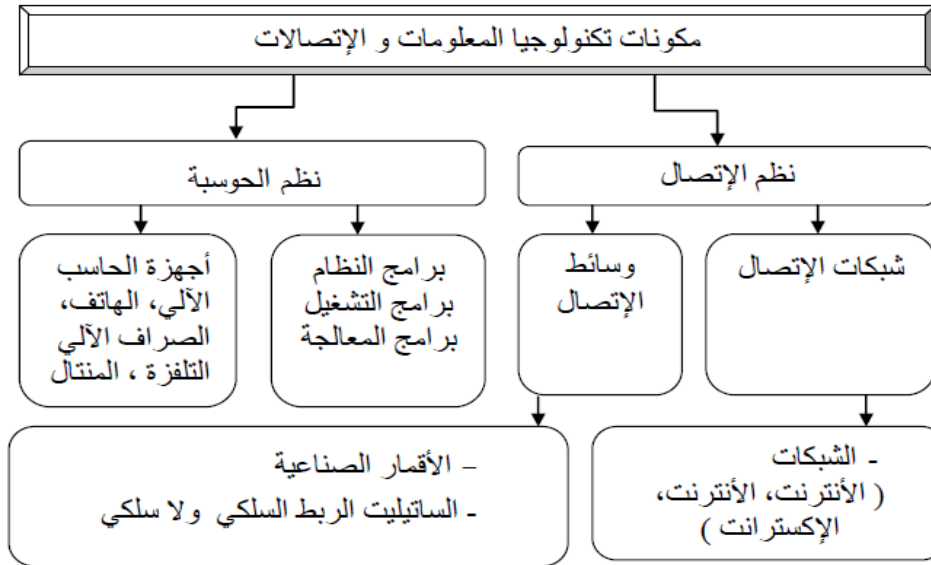 مكونات تكنولوجيا المعلومات و الإتصالات
نظم الإتصال
نظم الحوسبة
شبكات الإتصال
وسائط
الإتصال
برامج النظام
برامج التشغيل
برامج المعالجة
أجهزة الحاسب
الآلي، الهاتف،
الصراف الآلي
التلفزة ، المنتال
- الشبكات
( الأنترنت، الأنترنت،
الإكسترانت )
– الأقمار الصناعية
- الساتيليت الربط السلكي ولا سلكي